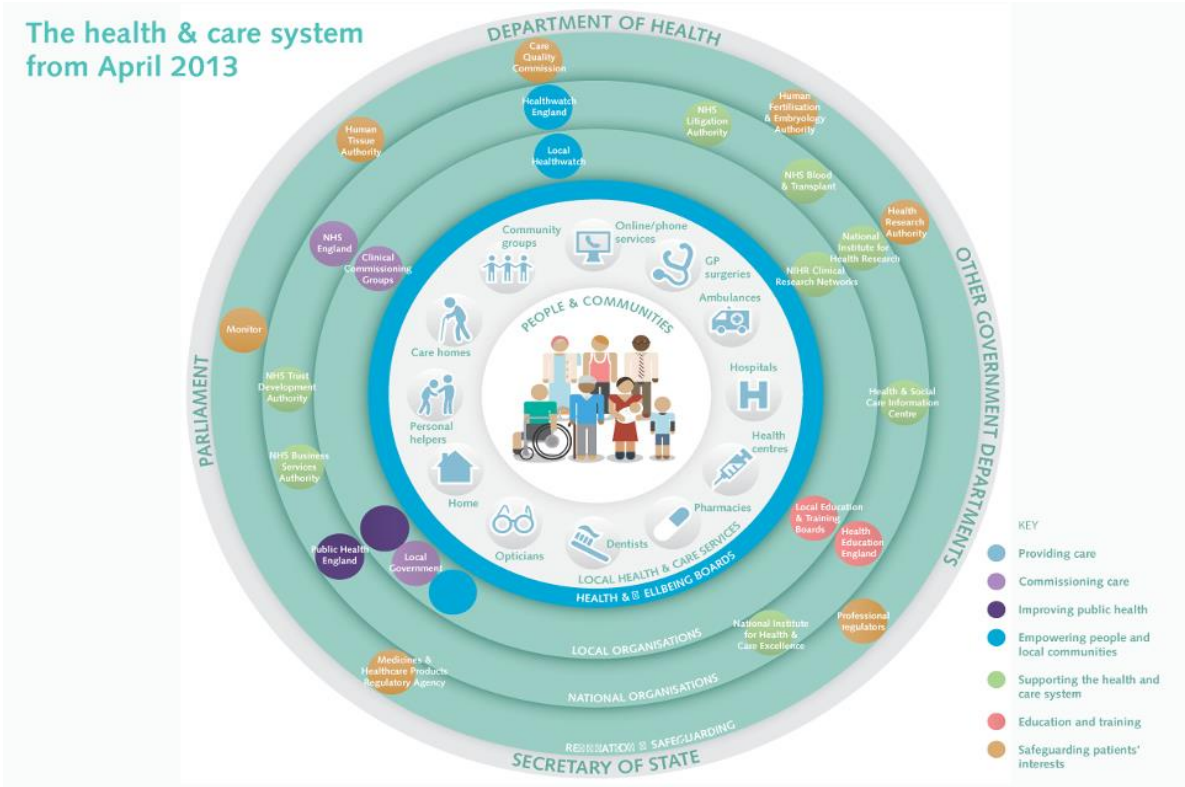 The health & care system
from April 2013
DEPARTMENT OF HEALTH
Care
Quality
Commission
Healthwatch
England
Local
Healthwatch
Human
Tissue
Authority
NHS
Litigation
Authority
Human
Fertilisation
& Embryology
Authority
NHS Blood
& Transplant
Health
Research
Authority
National
Institute for
Health Research
NIHR Clinical
Research Networks
NHS
England
Clinical
Commissioning
Groups
Community
groups
Online/phone
services
GP
surgeries
Ambulances
PEOPLE & COMMUNITIES
Care homes
Hospitals
Personal
helpers
Health
centres
Home
Pharmacies
Opticians
Dentists
LOCAL HEALTH & CARE SERVICES
HEALTH & ELLBEING BOARDS
Monitor
NHS Trust
Development
Authority
NHS Business
Services
Authority
Health & Social
Care Information
Centre
PARLIAMENT
OTHER GOVERNMENT DEPARTMENTS
Public Health
England
Local
Government
Local Education
& Training
Boards
Health
Education
England
National Institute
for Health &
Care Excellence
Professional
regulators
Medicines &
Healthcare Products
Regulatory Agency
LOCAL ORGANISATIONS
NATIONAL ORGANISATIONS
SAFEGUARDING
SECRETARY OF STATE
KEY
Providing care
Commissioning care
Improving public health
Empowering people and
local communities
Supporting the health and
care system
Education and training
Safeguarding patients'
interests